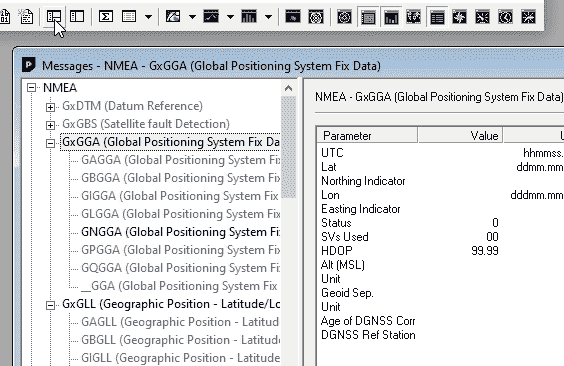 Messages - NMEA - GxGGA (Global Positioning System Fix Data)
NMEA
GxDTM (Datum Reference)
GxGBS (Satellite fault Detection)
GxGGA (Global Positioning System Fix Da
GAGGA (Global Positioning System Fi
GBGGA (Global Positioning System Fi
GIGGA (Global Positioning System Fix
GLGGA (Global Positioning System Fi
GNGGA (Global Positioning System Fi
GPGGA (Global Positioning System Fi
GQGGA (Global Positioning System Fi
__GGA (Global Positioning System Fix
GxGLL (Geographic Position - Latitude/Lo
GAGLL (Geographic Position - Latitud
GBGLL (Geographic Position - Latitud
GIGLL (Geographic Position - Latitude
NMEA - GxGGA (Global Positioning System Fix Data)
Parameter Value U
UTC hhmmss.
Lat ddmm.mm
Northing Indicator
Lon dddmm.mm
Easting Indicator
Status 0
SVs Used 00
HDOP 99.99
Alt (MSL)
Unit
Geoid Sep.
Unit
Age of DGNSS Corr
DGNSS Ref Station